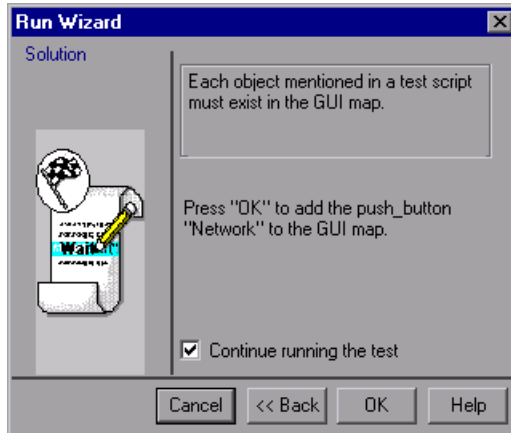 Run Wizard
Solution
Each object mentioned in a test script
must exist in the GUI map.
Press "OK" to add the push_button
"Network" to the GUI map.
Continue running the test
Cancel
<< Back
OK
Help